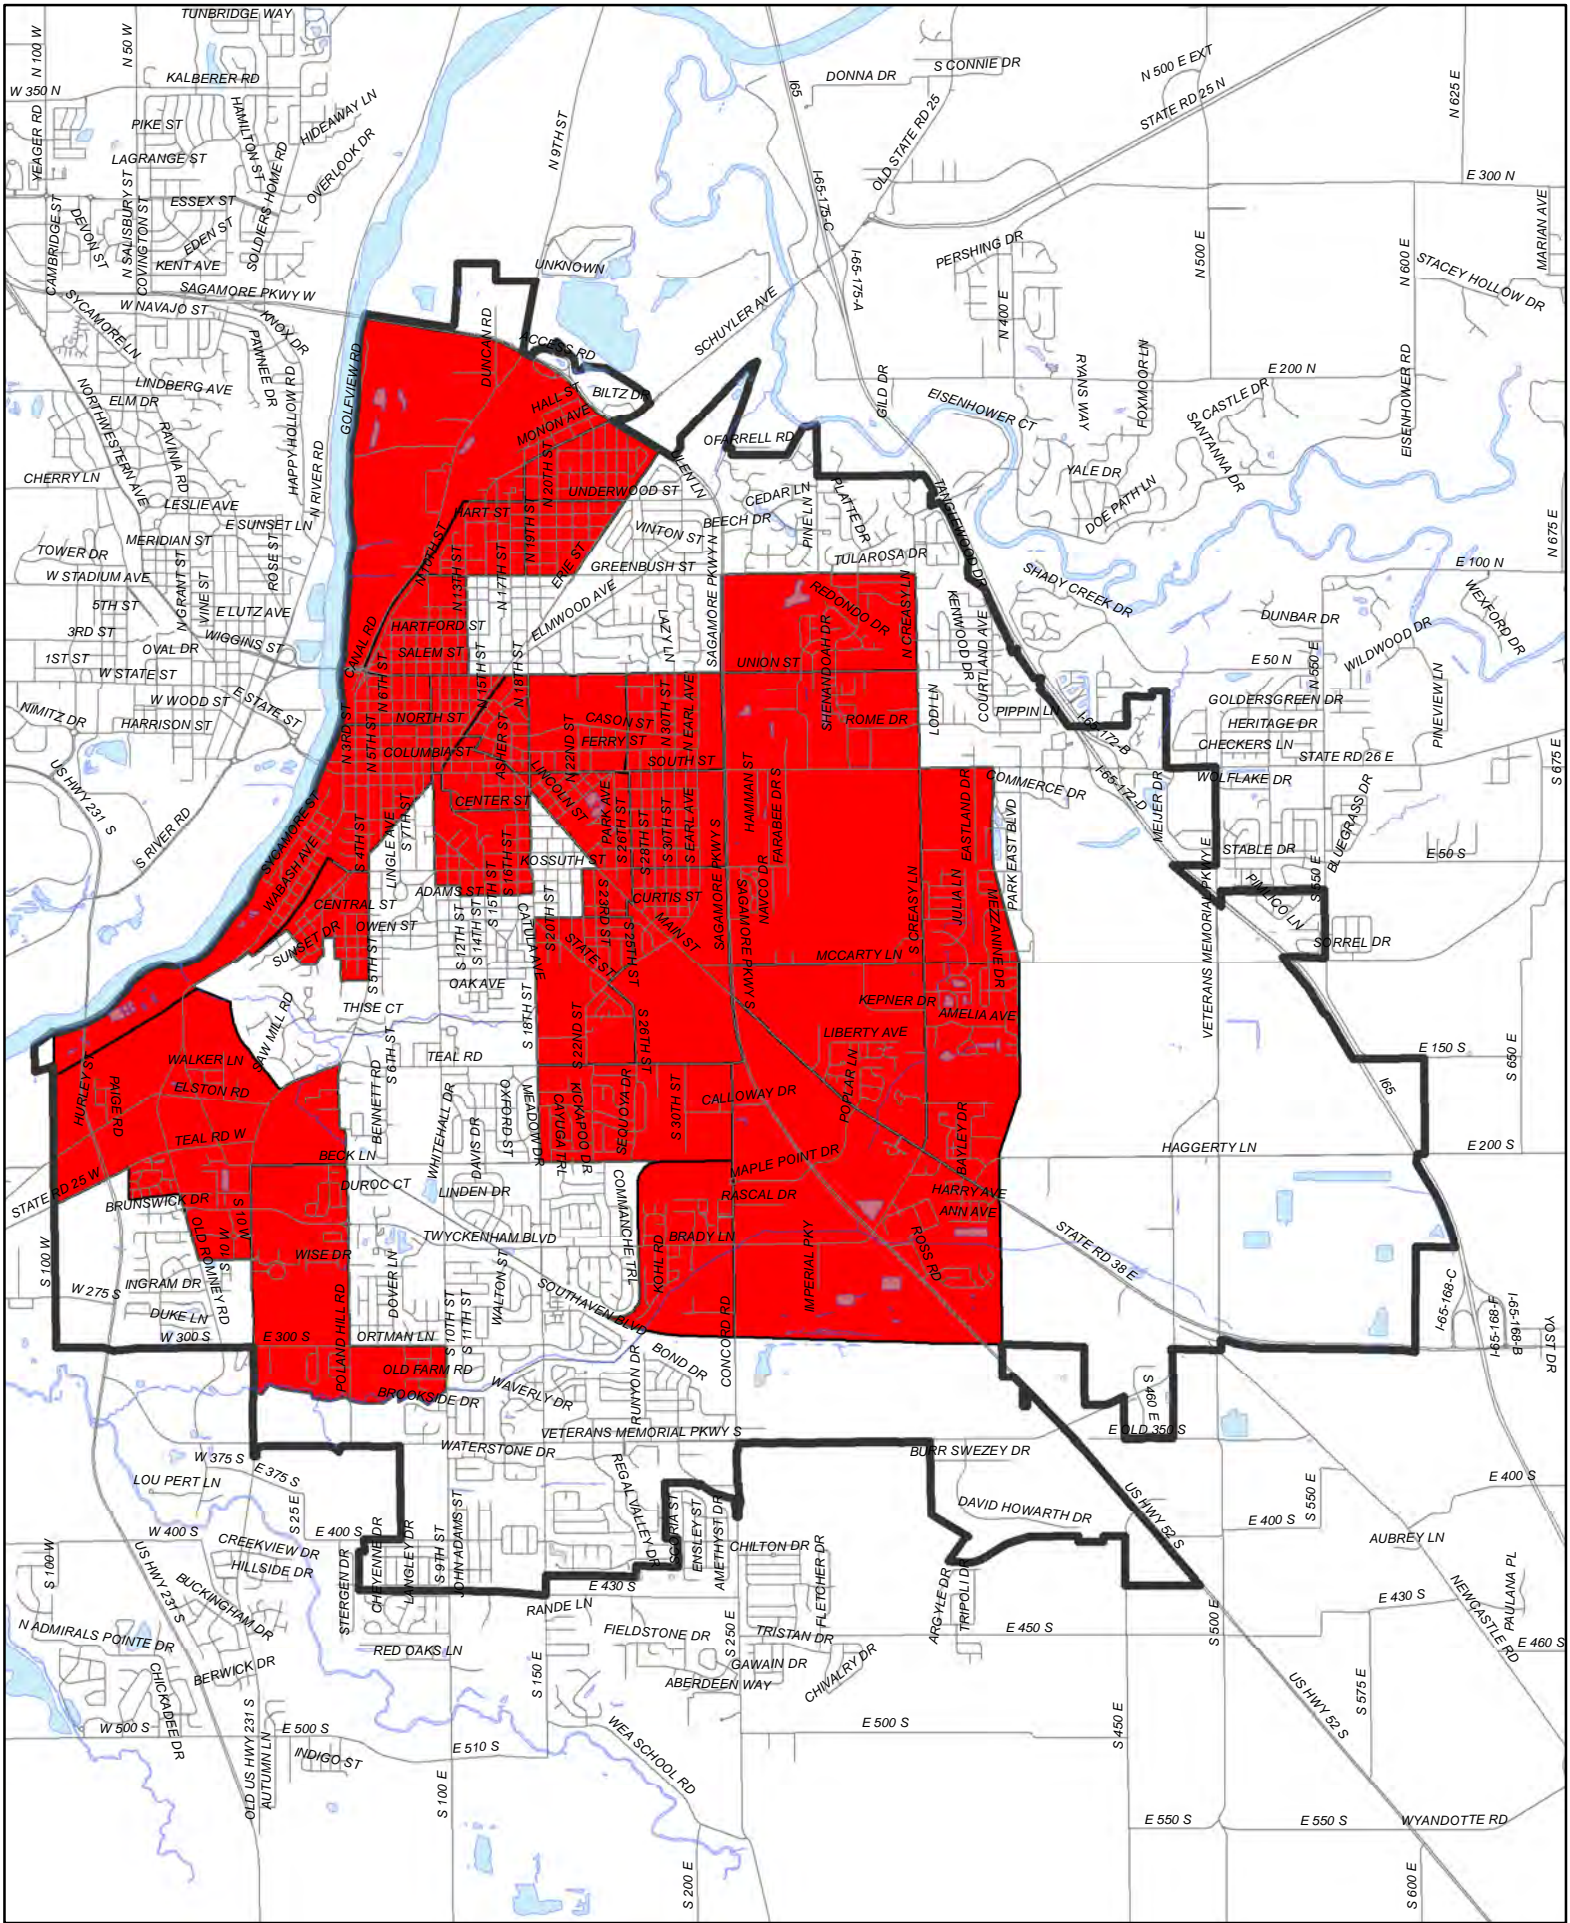 TUNBRIDGE WAY
N 100 W
N 50 W
KALBERER RD
W 350 N
HAMILTON ST
HIDEAWAY LN
PIKE ST
YEAGER RD
LAGRANGE ST
OVERLOOK DR
SOLDIERS HOME RD
ESSEX ST
N SALISBURY ST
COVINGTON ST
CAMBRIDGE ST
DEVON ST
EDEN ST
KENT AVE
SAGAMORE PKWY W
W NAVAJO ST
SYCAMORE LN
KNOX DR
PAWNEE DR
LINDBERG AVE
ELM DR
NORTHWESTERN AVE
RAVINIA RD
HAPPY HOLLOW RD
N RIVER RD
GOLFVIEW RD
CHERRY LN
LESLIE AVE
E SUNSET LN
MERIDIAN ST
TOWER DR
W STADIUM AVE
N GRANT ST
VINE ST
ROSE ST
5TH ST
E LUTZ AVE
3RD ST
WIGGINS ST
OVAL DR
1ST ST
W STATE ST
W WOOD ST
E STATE ST
NIMITZ DR
HARRISON ST
US HWY 231 S
S RIVER RD
N 9TH ST
UNKNOWN
I65
DONNA DR
S CONNIE DR
OLD STATE RD 25
N 500 E EXT
STATE RD 25 N
N 625 E
I-65-175-C
I-65-175-A
E 300 N
MARIAN AVE
PERSHING DR
N 500 E
N 600 E
STACEY HOLLOW DR
N 400 E
SCHUYLER AVE
DUNCAN RD
ACCESS RD
BILTZ DR
HALL ST
MONON AVE
N 20TH ST
E 200 N
GILD DR
EISENHOWER CT
RYANS WAY
FOXMOOR LN
CASTLE DR
SANTANNA DR
EISENHOWER RD
OFARRELL RD
YALE DR
DOE PATH LN
ULEN LN
UNDERWOOD ST
HART ST
N 19TH ST
CEDAR LN
PLATTE DR
BEECH DR
PINE LN
VINTON ST
TULAROSA DR
TANGLEWOOD DR
N 675 E
E 100 N
N 10TH ST
N 13TH ST
N 17TH ST
ERIE ST
GREENBUSH ST
ELMWOOD AVE
SAGAMORE PKWY N
REDONDO DR
SHENANDOAH DR
N CREASY LN
KENWOOD DR
COURTLAND AVE
SHADY CREEK DR
DUNBAR DR
WEXFORD DR
WILDWOOD DR
HARTFORD ST
SALEM ST
CANAL RD
N 6TH ST
N 15TH ST
N 18TH ST
LAZY LN
UNION ST
E 50 N
N 550 E
PINEVIEW LN
GOLDERSGREEN DR
HERITAGE DR
CHECKERS LN
STATE RD 26 E
S 675 E
LODI LN
PIPPIN LN
I-65-172-B
I-65-172-D
ROME DR
NORTH ST
N 3RD ST
N 5TH ST
COLUMBIA ST
ASHER ST
N 22ND ST
CASON ST
FERRY ST
N 30TH ST
N EARL AVE
SOUTH ST
LINCOLN ST
CENTER ST
HAMMAN ST
FARABEE DR S
EASTLAND DR
COMMERCE DR
MEIJER DR
WOLFLAKE DR
BLUEGRASS DR
STABLE DR
E 50 S
S 550 E
PIMLICO LN
SORREL DR
SYCAMORE ST
WABASH AVE
S 4TH ST
LINGLE AVE
S 7TH ST
PARK AVE
S 26TH ST
S 28TH ST
S 30TH ST
S EARL AVE
SAGAMORE PKWY S
KOSSUTH ST
S 16TH ST
S 15TH ST
ADAMS ST
CENTRAL ST
OWEN ST
SUNSET DR
S 5TH ST
S 12TH ST
S 14TH ST
CATULA AVE
S 20TH ST
S 23RD ST
CURTIS ST
MAIN ST
STATE ST
S 25TH ST
NAVCO DR
SAGAMORE PKWY S
S CREASY LN
JULIA LN
MEZZANINE DR
PARK EAST BLVD
VETERANS MEMORIAL PKWY E
MCCARTY LN
OAK AVE
S 18TH ST
THISE CT
SAW MILL RD
KEPNER DR
AMELIA AVE
LIBERTY AVE
S 22ND ST
S 26TH ST
TEAL RD
WALKER LN
ELSTON RD
HURLEY ST
PAIGE RD
TEAL RD W
S 6TH ST
BENNETT RD
WHITEHALL DR
DAVIS DR
OXFORD ST
MEADOW DR
CAYUGA TRL
KICKAPOO DR
SEQUOYA DR
S 30TH ST
CALLOWAY DR
POPLAR LN
BAYLEY DR
E 150 S
S 650 E
I65
HAGGERTY LN
E 200 S
BECK LN
DUROC CT
LINDEN DR
MAPLE POINT DR
RASCAL DR
HARRY AVE
ANN AVE
STATE RD 25 W
BRUNSWICK DR
S 10 W
S 10 W
OLD ROMNEY RD
WISE DR
TWYCKENHAM BLVD
COMMANCHE TRL
KOHL RD
BRADY LN
IMPERIAL PKY
ROSS RD
STATE RD 38 E
S 100 W
INGRAM DR
W 275 S
DUKE LN
W 300 S
E 300 S
POLAND HILL RD
DOVER LN
ORTMAN LN
S 10TH ST
S 11TH ST
WALTON ST
SOUTHAVEN BLVD
CONCORD RD
I-65-168-C
I-65-168-F
I-65-168-B
YOST DR
OLD FARM RD
BROOKSIDE DR
WAVERLY DR
RUNYON DR
BOND DR
S 460 E
E OLD 350 S
VETERANS MEMORIAL PKWY S
WATERSTONE DR
BURR SWEZEY DR
W 375 S
E 375 S
LOU PERT LN
S 25 E
REGAL VALLEY DR
SCORIA ST
ENSLEY ST
AMETHYST DR
DAVID HOWARTH DR
US HWY 52 S
S 550 E
E 400 S
E 400 S
AUBREY LN
W 400 S
E 400 S
CREEKVIEW DR
HILLSIDE DR
S 100 W
US HWY 231 S
BUCKINGHAM DR
STERGEN DR
CHEYENNE DR
LANGLEY DR
S 9TH ST
JOHN ADAMS ST
CHILTON DR
FLETCHER DR
ARGYLE DR
TRIPOLI DR
E 430 S
RANDE LN
E 430 S
NEWCASTLE RD
PAULANA PL
E 460 S
N ADMIRALS POINTE DR
BERWICK DR
CHICKADEE DR
RED OAKS LN
FIELDSTONE DR
S 250 E
TRISTAN DR
GAWAIN DR
ABERDEEN WAY
CHIVALRY DR
E 450 S
S 500 E
S 575 E
US HWY 52 S
W 500 S
OLD US HWY 231 S
AUTUMN LN
E 500 S
INDIGO ST
E 510 S
S 150 E
WEA SCHOOL RD
E 500 S
S 450 E
S 100 E
E 550 S
E 550 S
WYANDOTTE RD
S 200 E
S 600 E